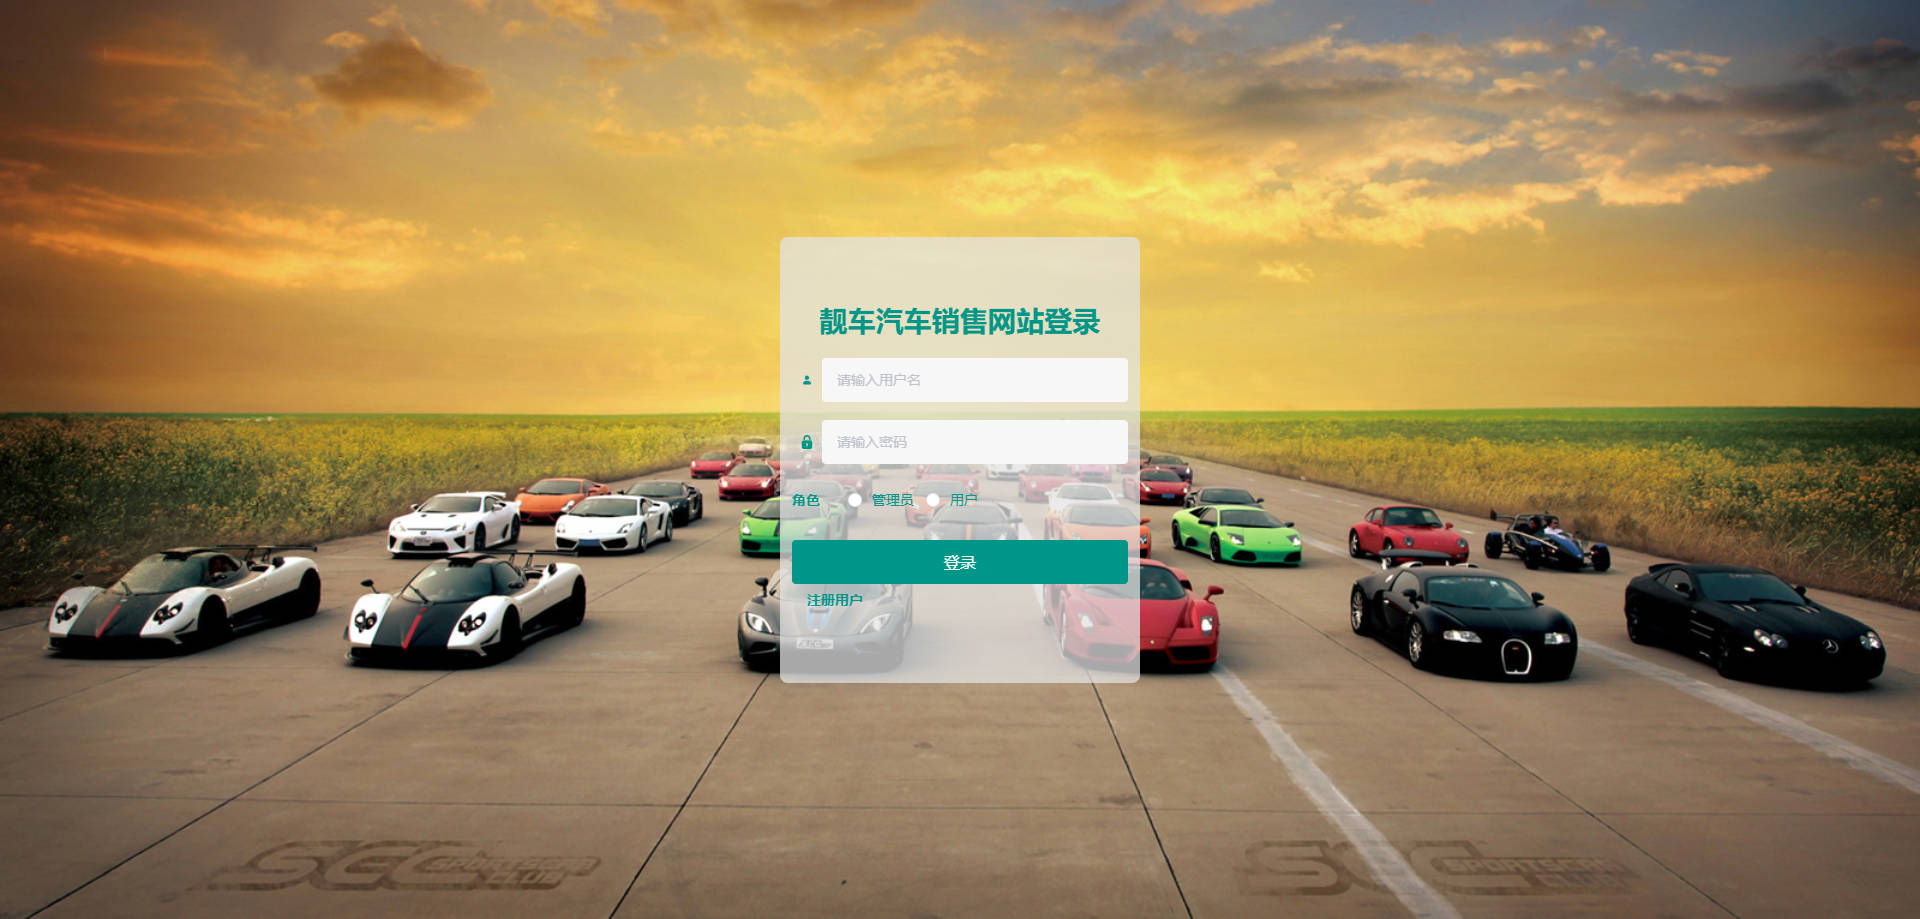 靓车汽车销售网站登录
请输入用户名
请输入密码
角色 管理员 用户
登录
注册用户
SCC SPORTSCAR CLUB SCC SPORTSCAR CLUB